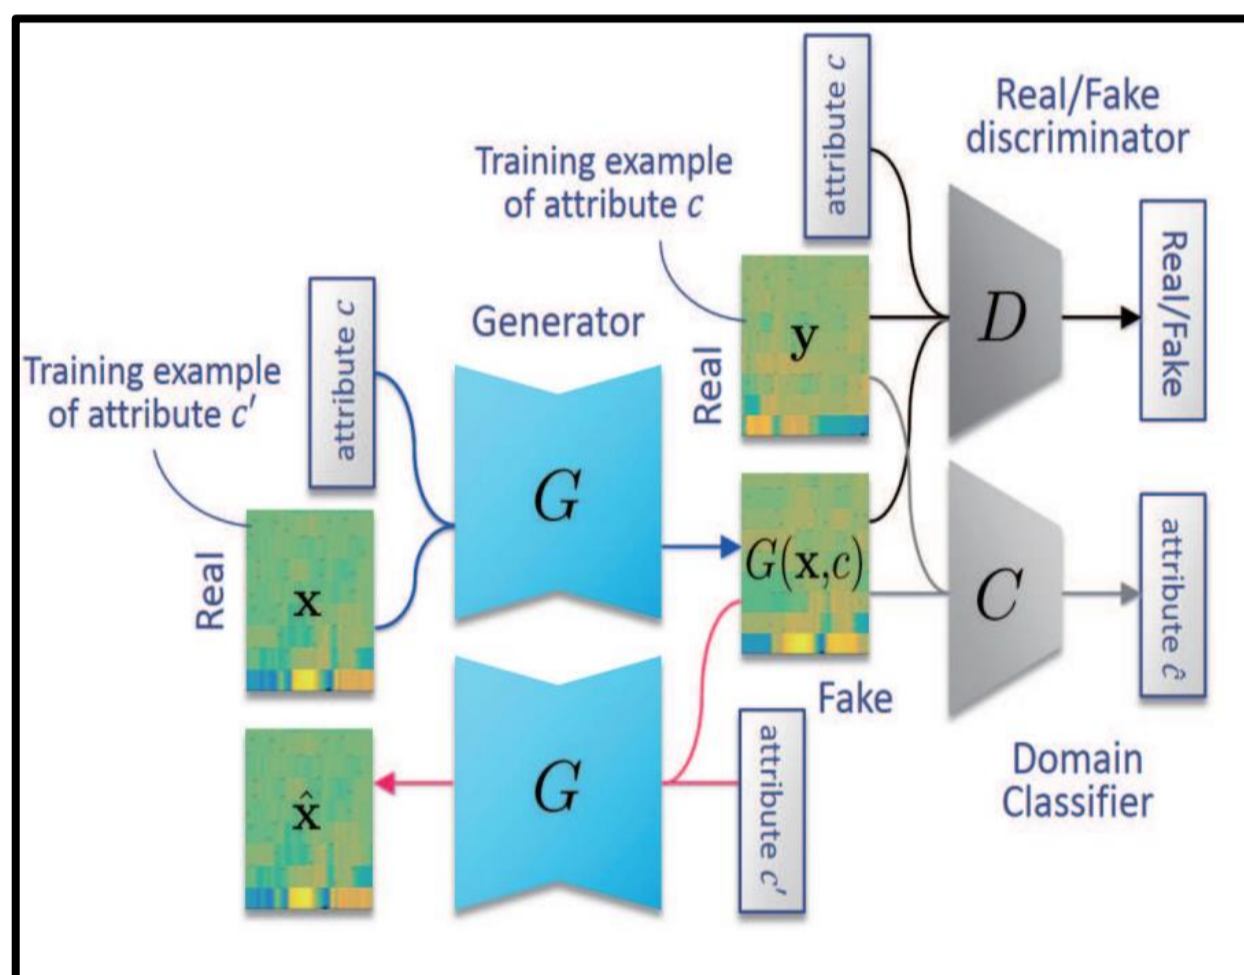 attribute c
Real/Fake
discriminator
Training example
of attribute c
D
Real/Fake
y
Real
attribute c
Generator
Training example
of attribute c′
G
G(x,c)
C
attribute ĉ
Real
x
Fake
G
attribute c′
Domain
Classifier
x̂